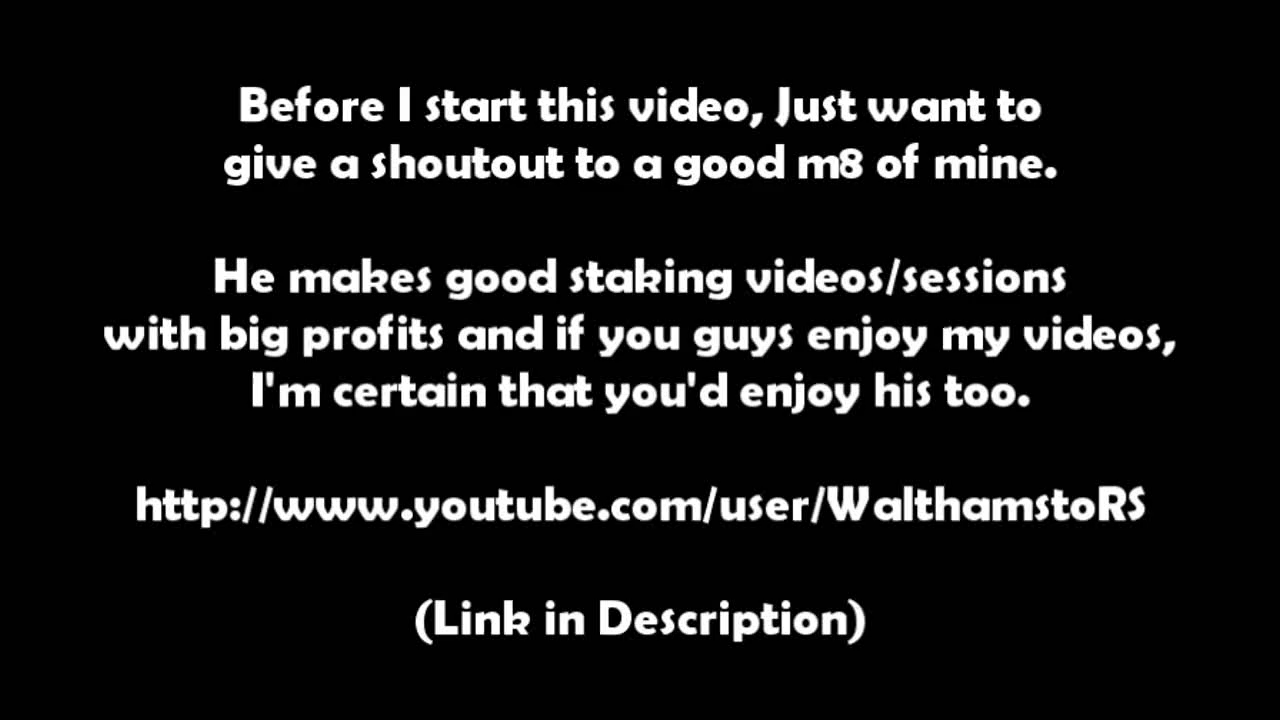 Before I start this video, Just want to
give a shoutout to a good m8 of mine.
He makes good staking videos/sessions
with big profits and if you guys enjoy my videos,
I'm certain that you'd enjoy his too.
http://www.youtube.com/user/WalthamstoRS
(Link in Description)